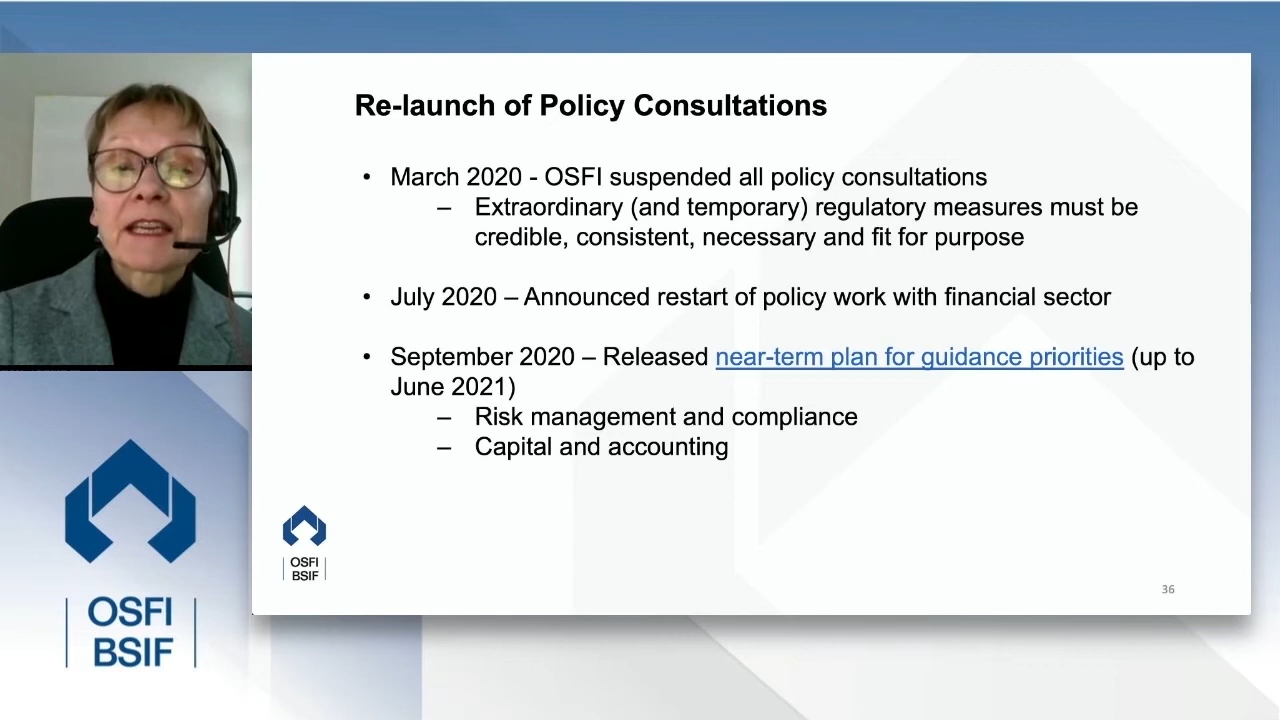 Re-launch of Policy Consultations
• March 2020 - OSFI suspended all policy consultations
– Extraordinary (and temporary) regulatory measures must be
credible, consistent, necessary and fit for purpose
• July 2020 – Announced restart of policy work with financial sector
• September 2020 – Released near-term plan for guidance priorities (up to
June 2021)
– Risk management and compliance
– Capital and accounting
OSFI
BSIF
36
OSFI
BSIF